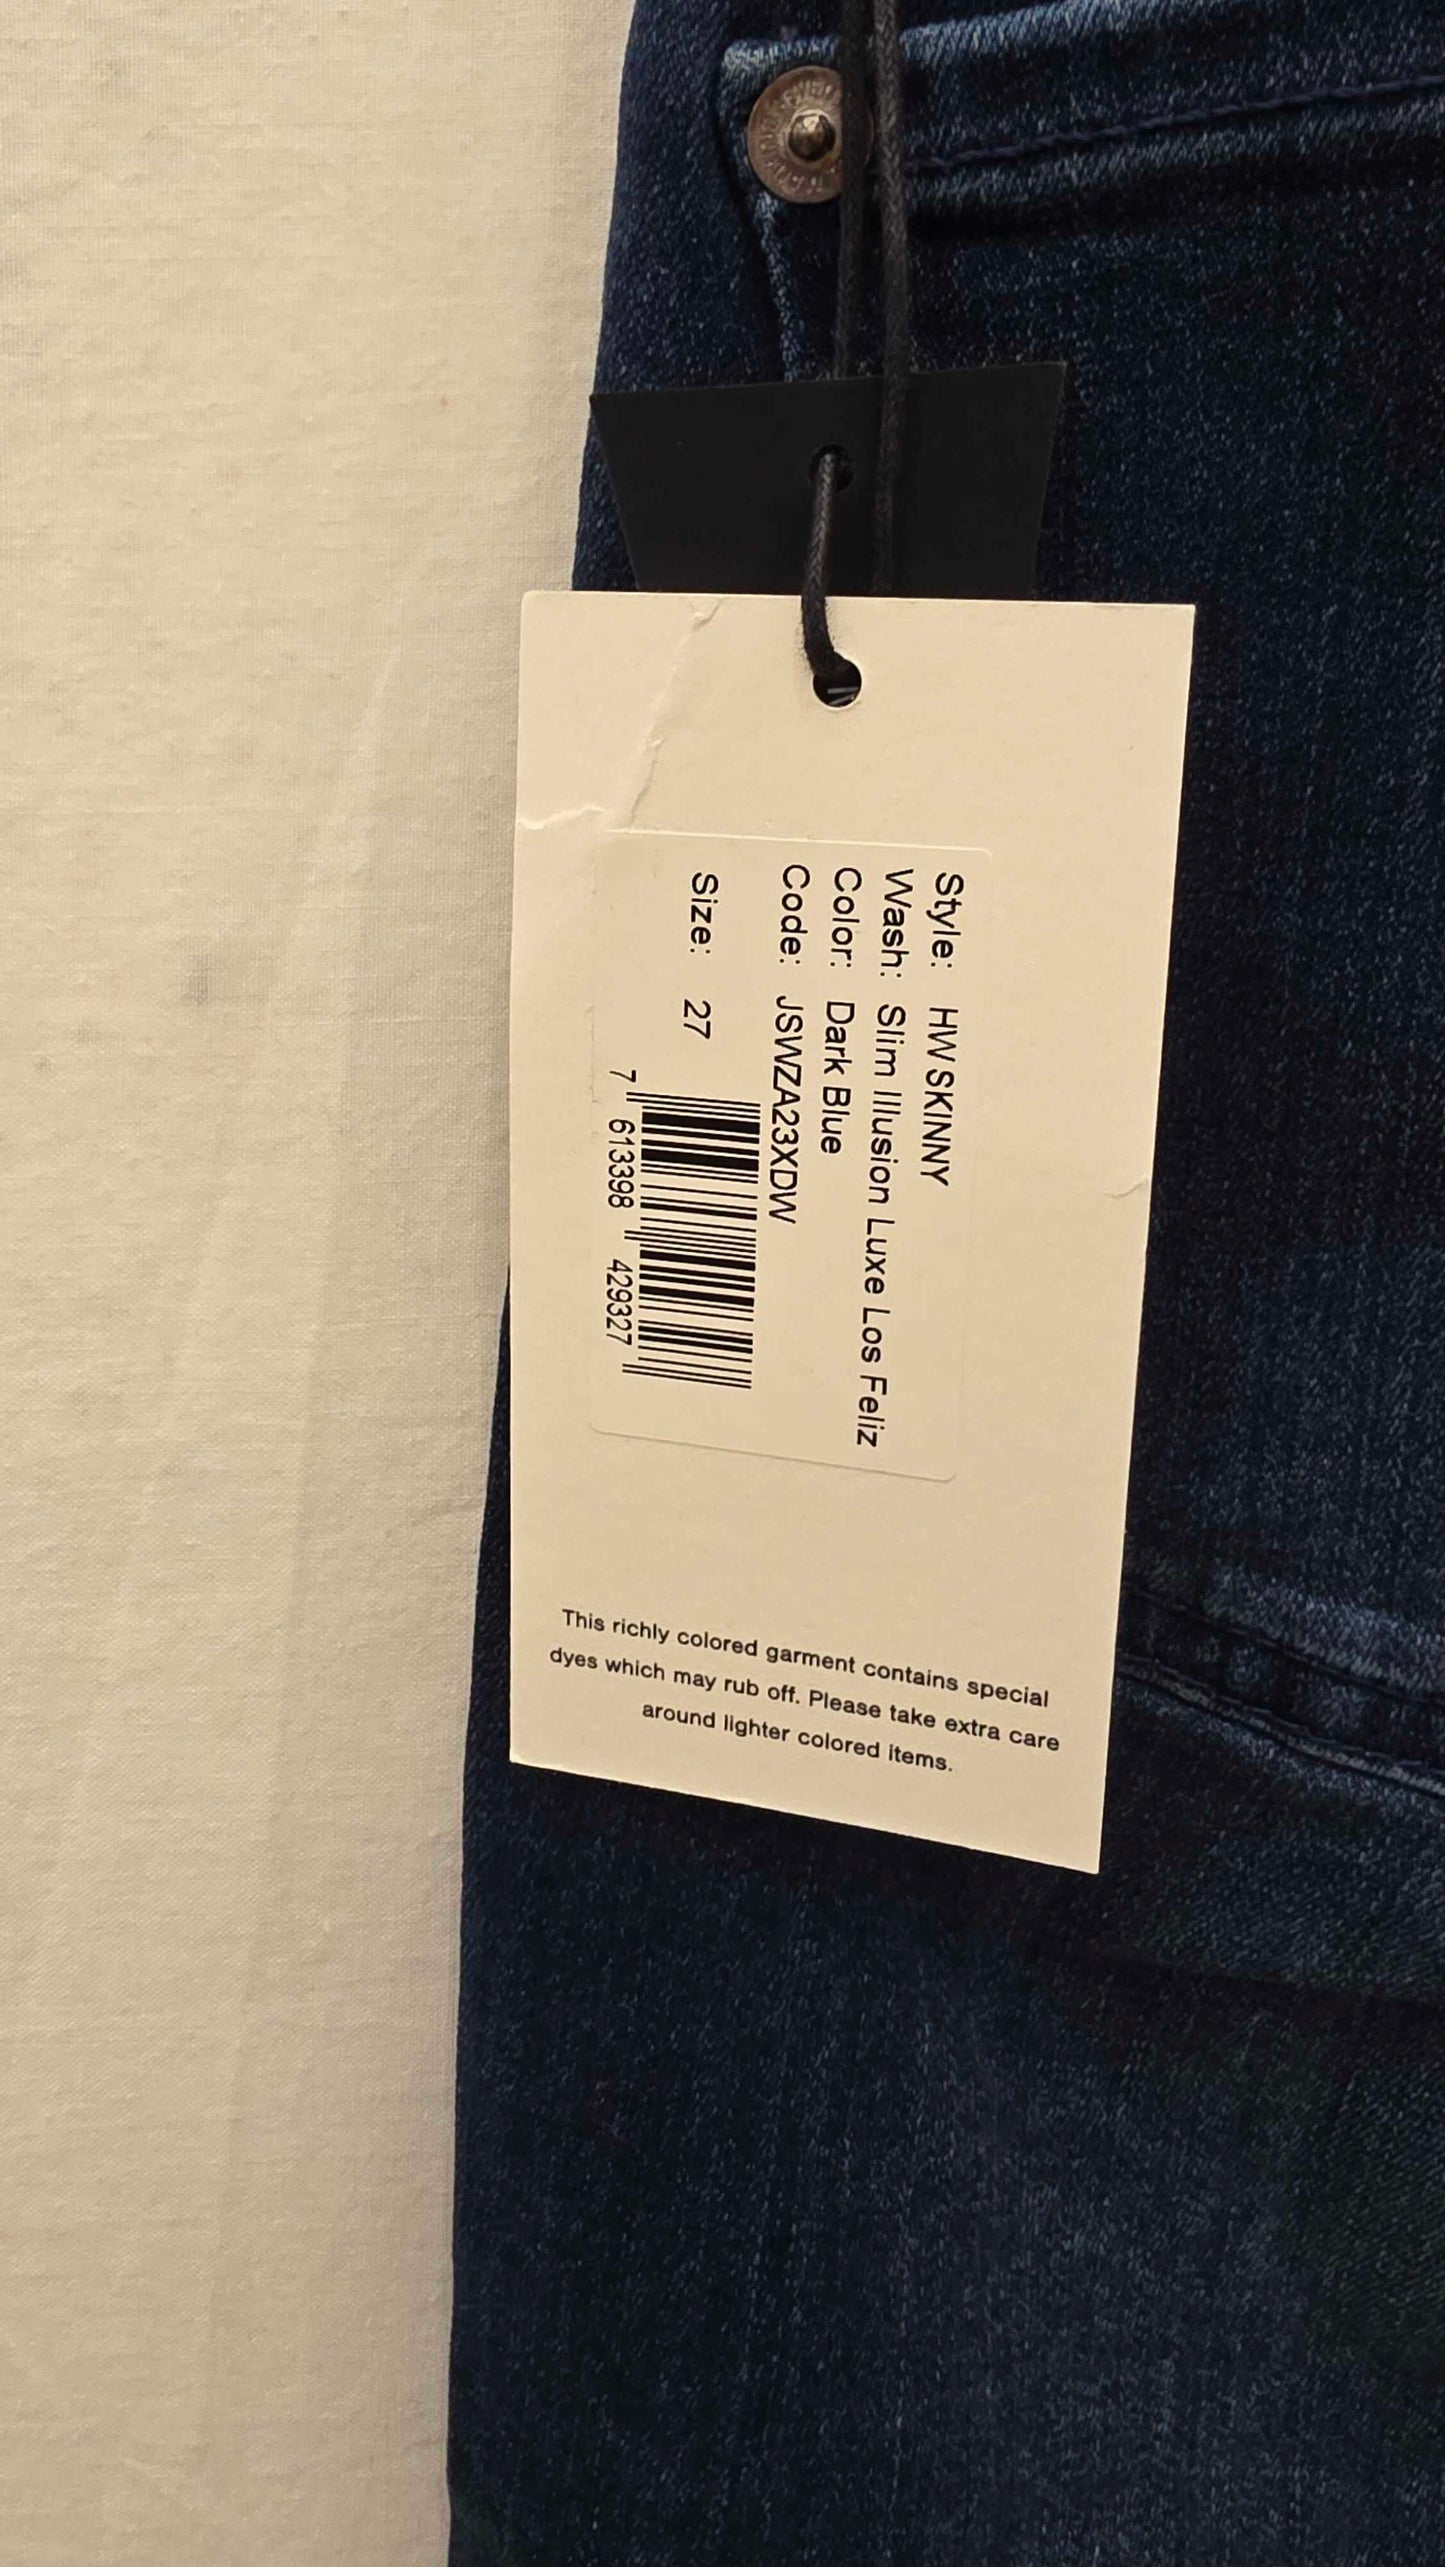 Style: HW SKINNY
Wash: Slim Illusion Luxe Los Feliz
Color: Dark Blue
Code: JSWZA23XDW
Size: 27
7 613398 429327
This richly colored garment contains special
dyes which may rub off. Please take extra care
around lighter colored items.